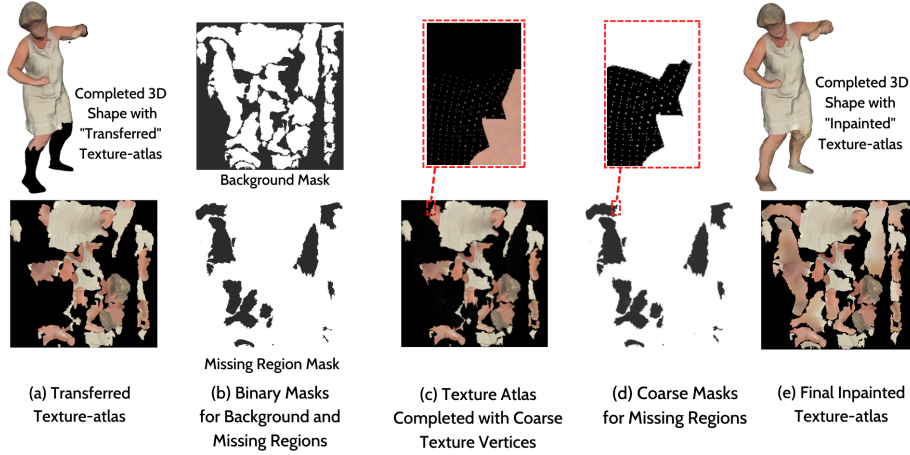 Completed 3D
Shape with
"Transferred"
Texture-atlas
Background Mask
Completed 3D
Shape with
"Inpainted"
Texture-atlas
Missing Region Mask
(a) Transferred
Texture-atlas
(b) Binary Masks
for Background and
Missing Regions
(c) Texture Atlas
Completed with Coarse
Texture Vertices
(d) Coarse Masks
for Missing Regions
(e) Final Inpainted
Texture-atlas